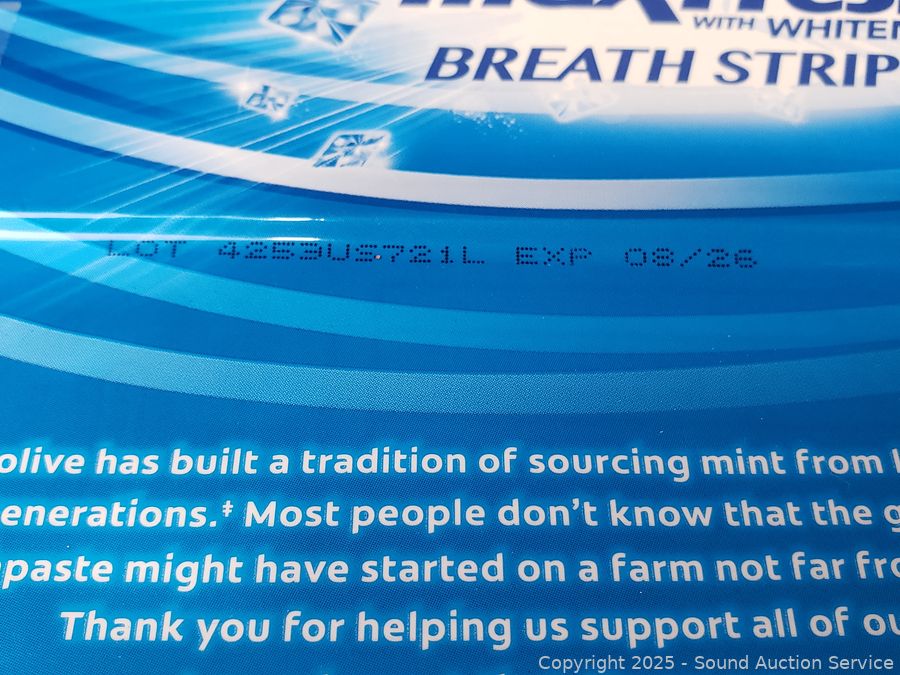 WITH WHITEN
BREATH STRIP
LOT 4253US721L EXP 08/26
olive has built a tradition of sourcing mint from
enerations.‡ Most people don't know that the g
paste might have started on a farm not far fro
Thank you for helping us support all of ou
Copyright 2025 - Sound Auction Service